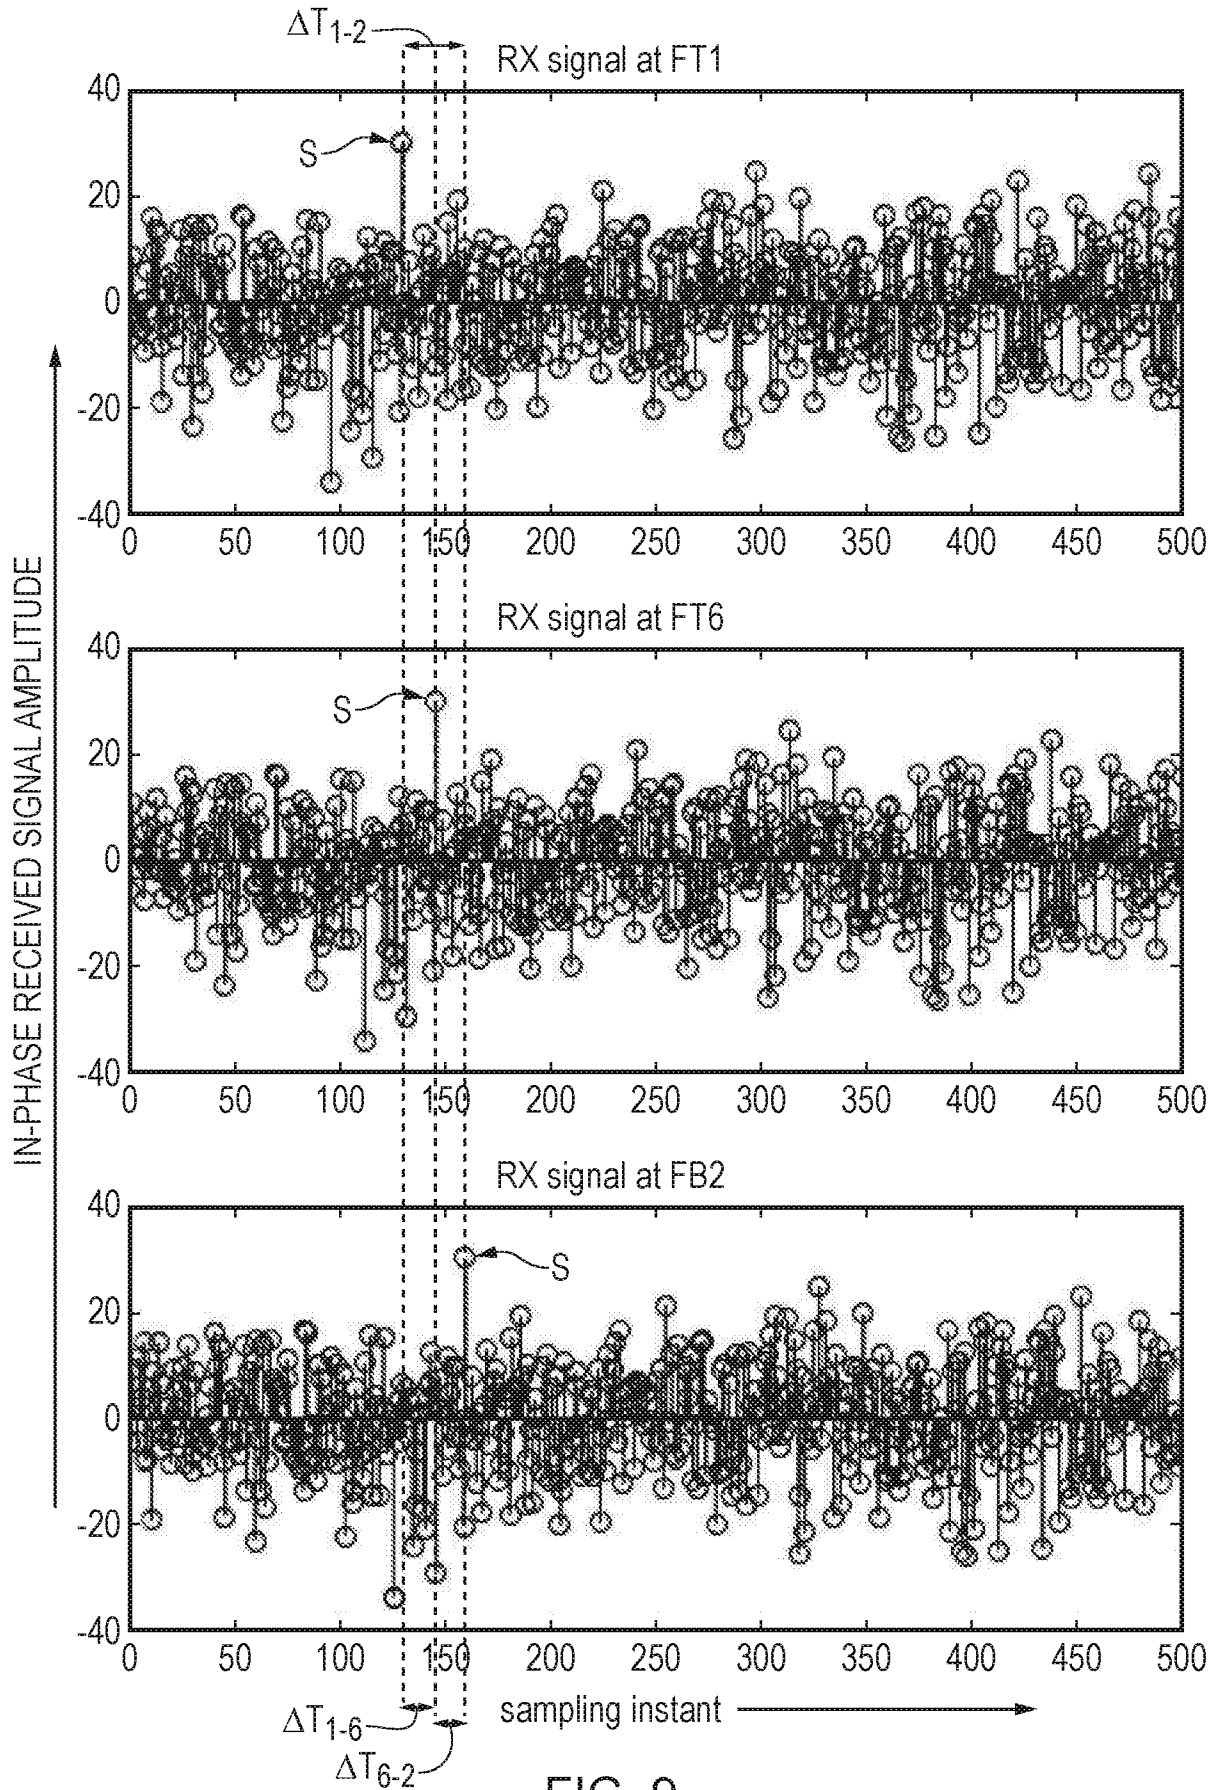 ΔT1-2
RX signal at FT1
S
40
20
0
-20
-40
0 50 100 150 200 250 300 350 400 450 500
IN-PHASE RECEIVED SIGNAL AMPLITUDE
RX signal at FT6
S
40
20
0
-20
-40
0 50 100 150 200 250 300 350 400 450 500
RX signal at FB2
S
40
20
0
-20
-40
0 50 100 150 200 250 300 350 400 450 500
ΔT1-6
sampling instant
ΔT6-2
FIG. 9